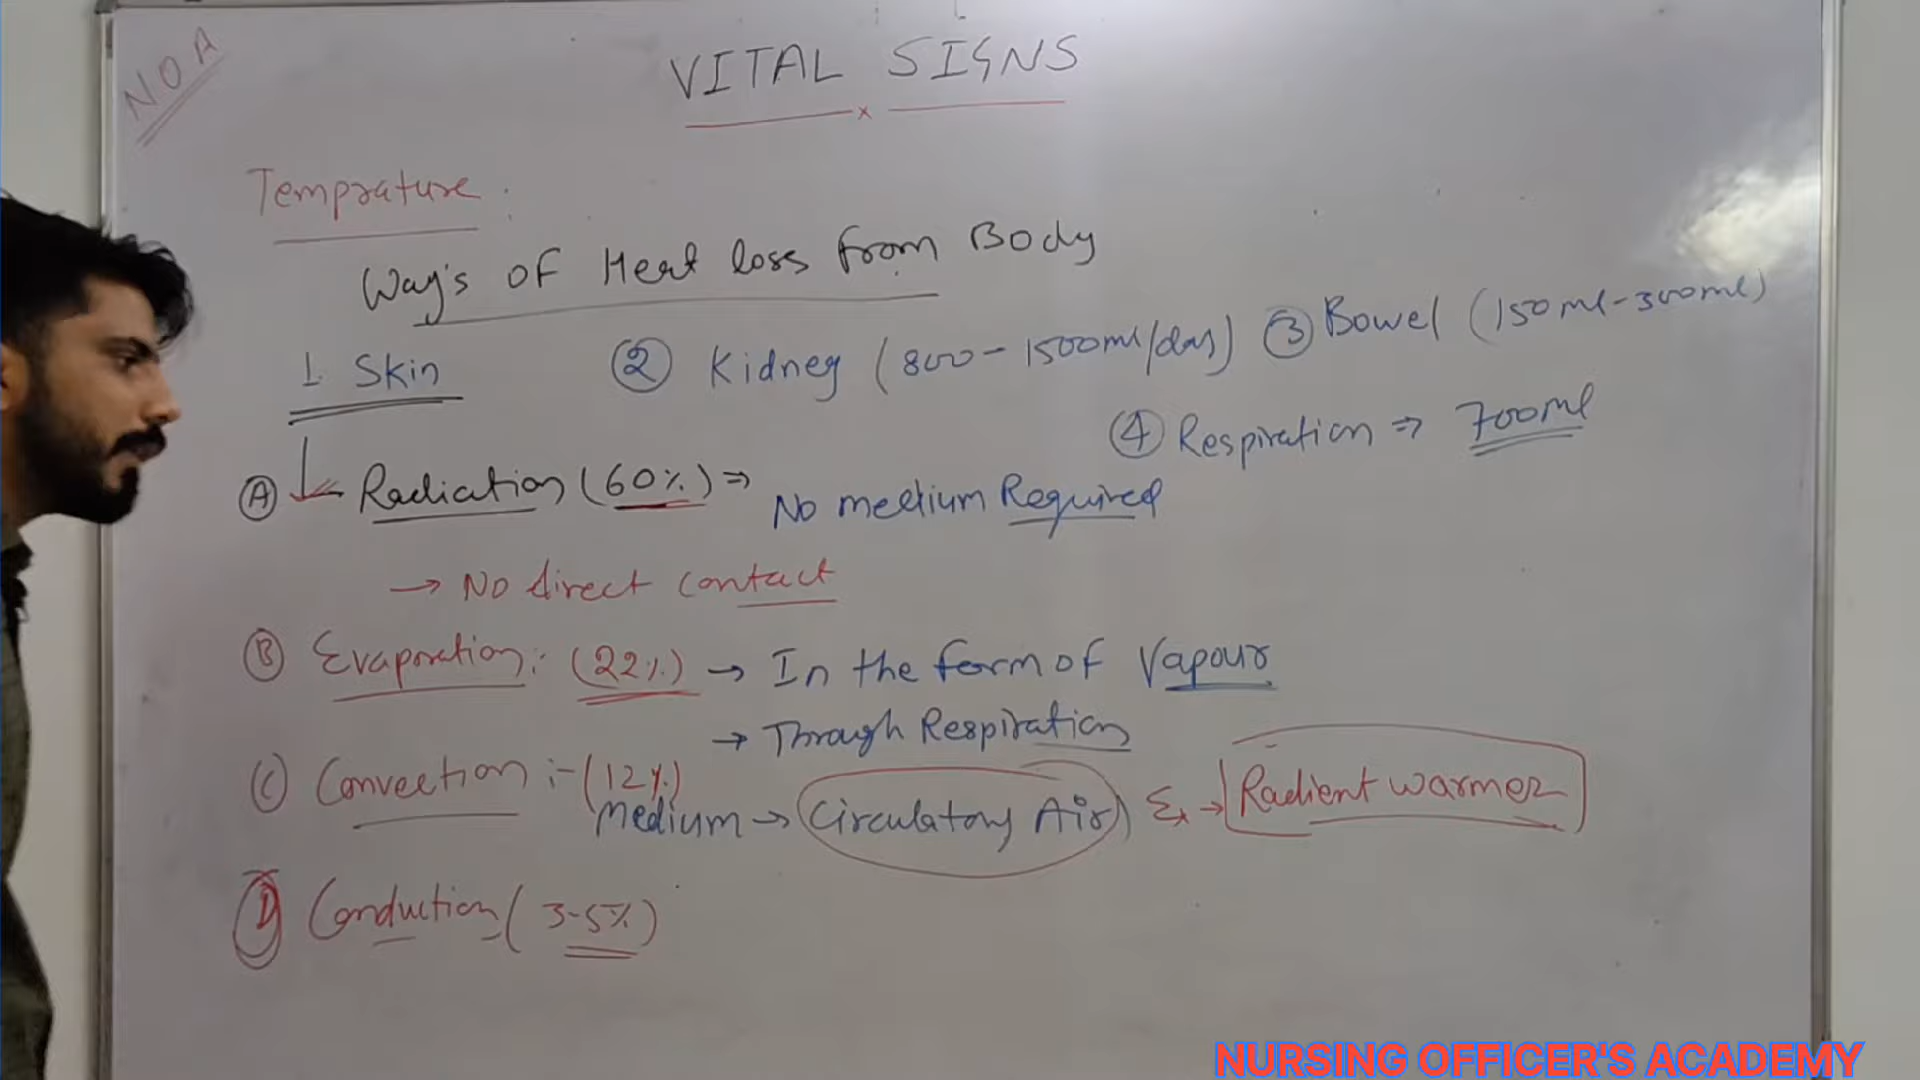 NOA
VITAL SIGNS
x
Temprature :
Way's OF Heat loss from Body
1. Skin
② Kidney (800-1500ml/day)
③ Bowel (150ml-300ml)
④ Respiration ⇒ 700ml
Ⓐ Radiation (60%) ⇒ No medium Required
→ No direct contact
Ⓑ Evaporation :- (22%) → In the form of Vapour
→ Through Respiration
Ⓒ Convection :- (12%)
Medium → Circulatory Air Ex → Radient warmer
Ⓓ Conduction (3-5%)
NURSING OFFICER'S ACADEMY